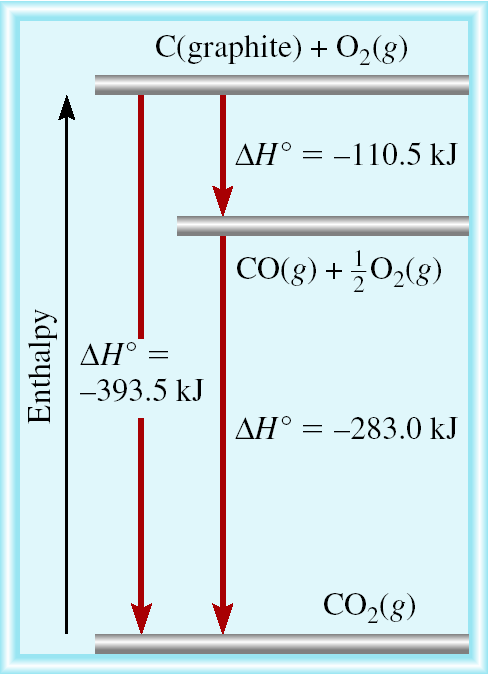 C(graphite) + O₂(g)
ΔH° = –110.5 kJ
CO(g) + ½O₂(g)
Enthalpy
ΔH° =
–393.5 kJ
ΔH° = –283.0 kJ
CO₂(g)